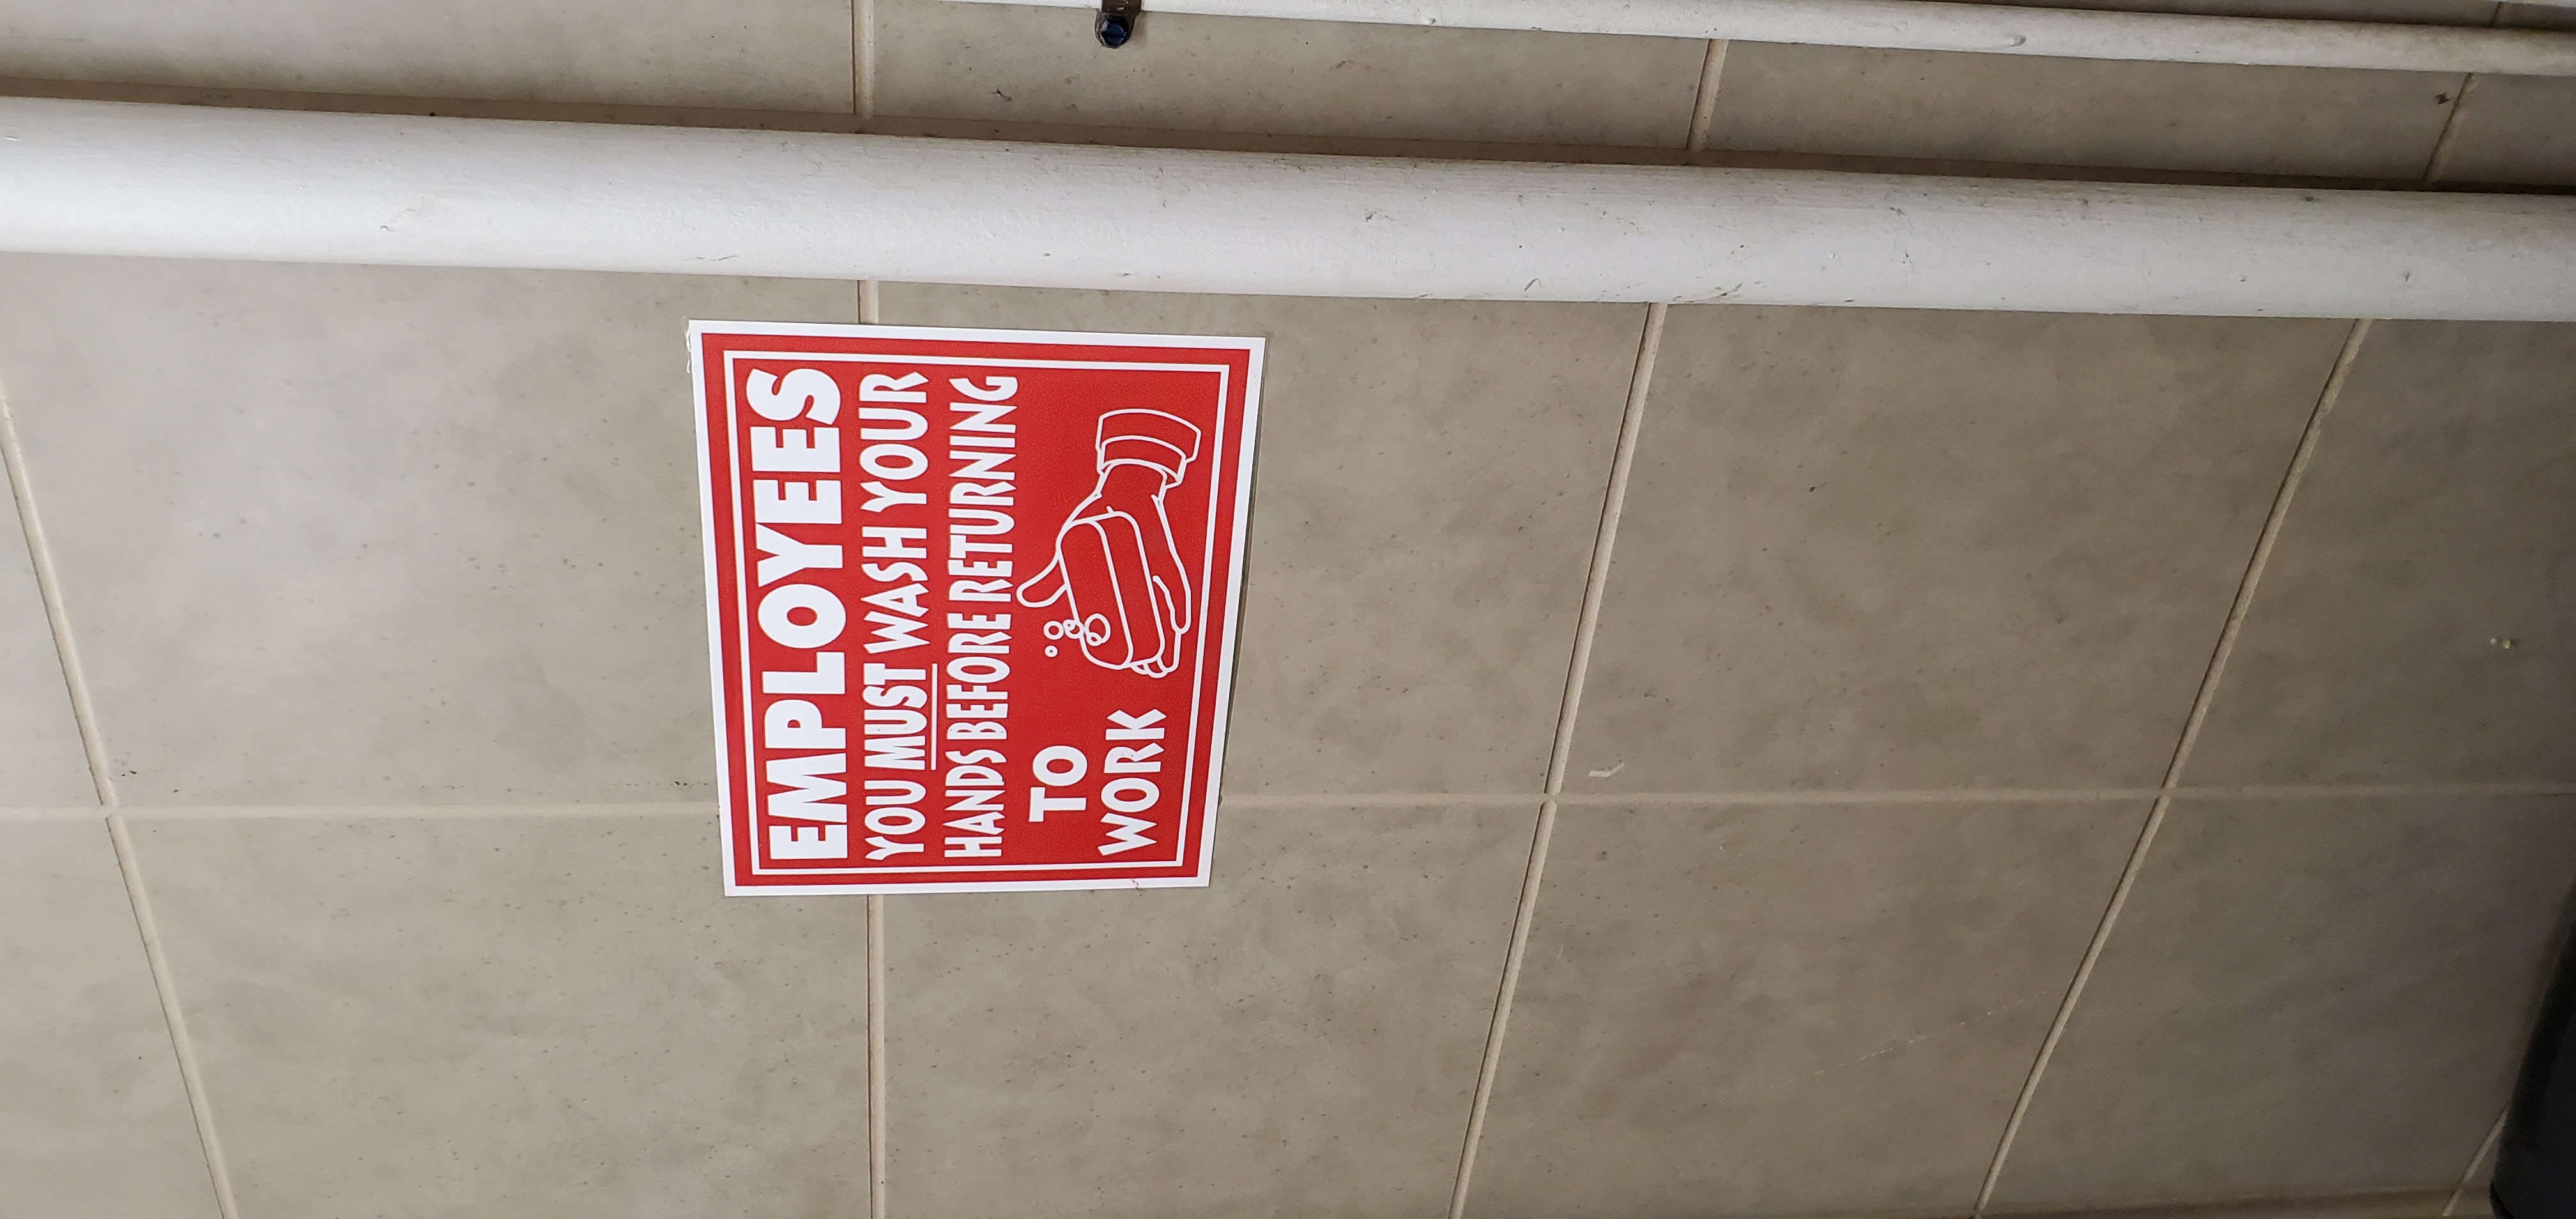 EMPLOYEES
YOU MUST WASH YOUR
HANDS BEFORE RETURNING
TO
WORK